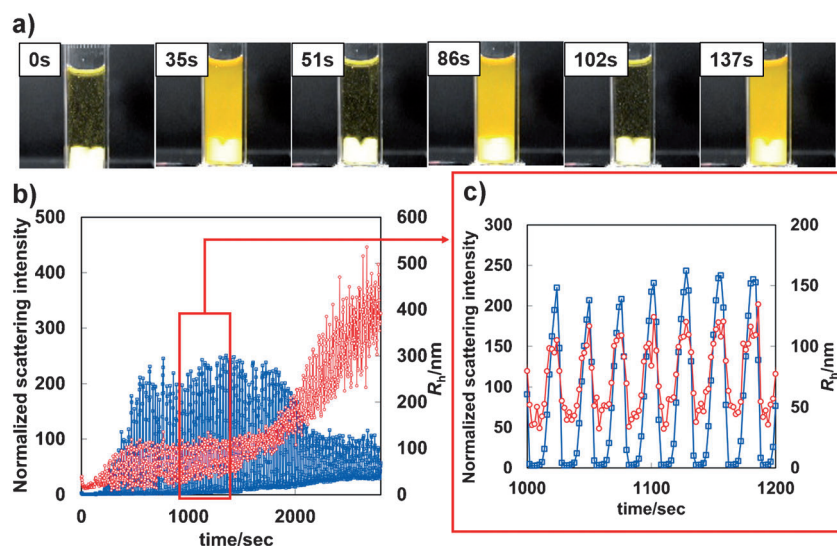 a)
0s 35s 51s 86s 102s 137s
b)
c)
500 600
400 500
300 400
200 300
100 200
0 100
0
0 1000 2000
time/sec
Normalized scattering intensity
Rh/nm
300 200
250
200 150
150 100
100
50 50
0 0
1000 1100 1200
time/sec
Normalized scattering intensity
Rh/nm